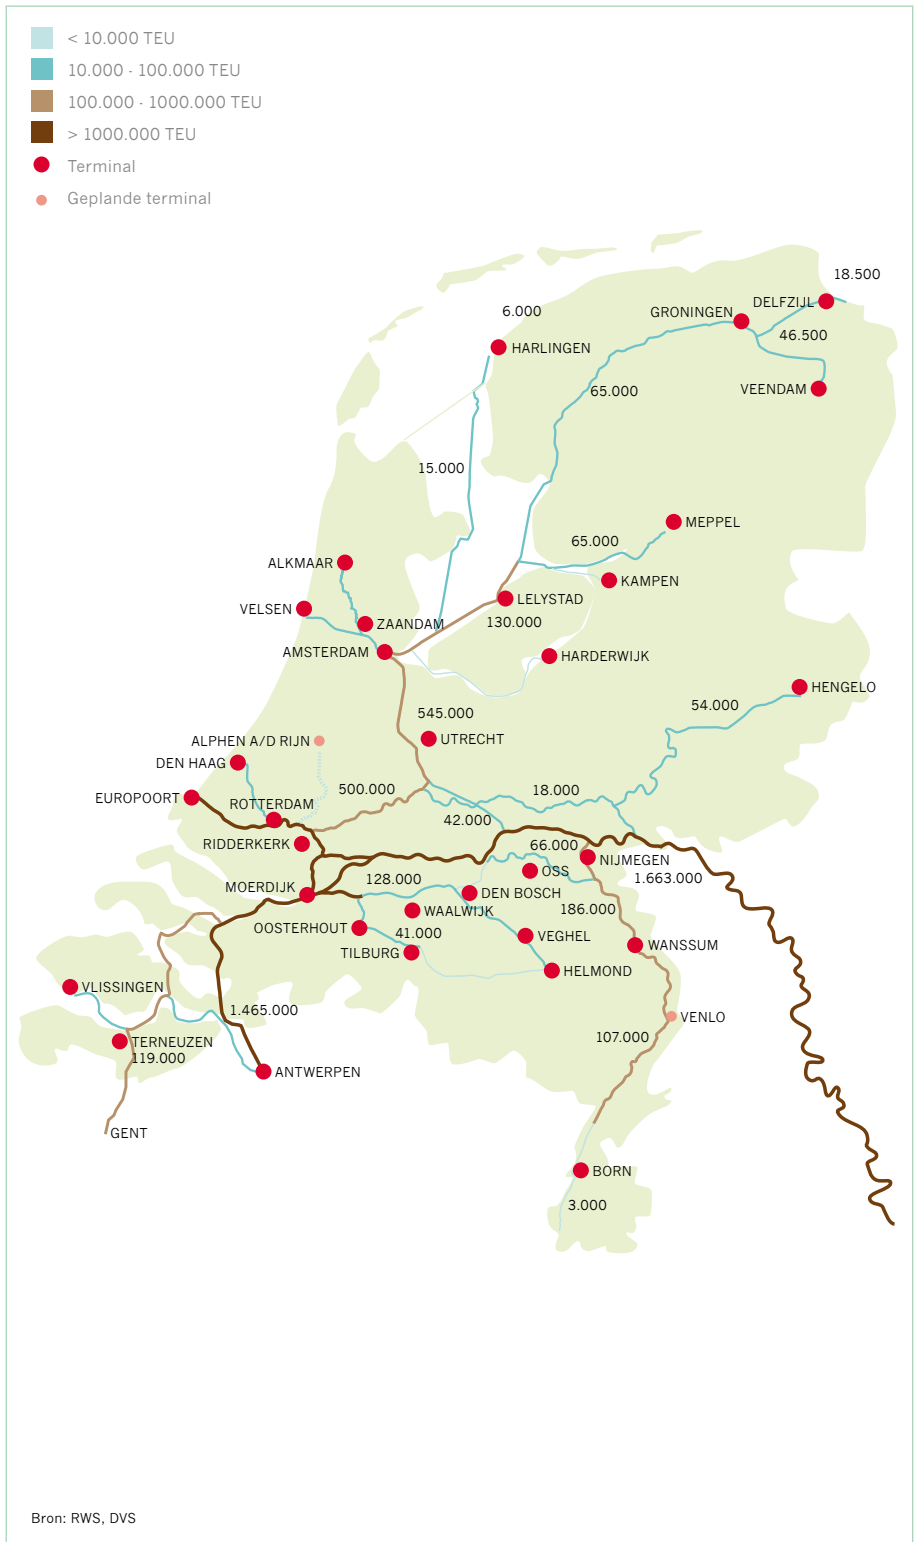 < 10.000 TEU
10.000 - 100.000 TEU
100.000 - 1000.000 TEU
> 1000.000 TEU
Terminal
Geplande terminal
18.500
DELFZIJL
6.000
GRONINGEN
46.500
HARLINGEN
65.000
VEENDAM
15.000
MEPPEL
65.000
ALKMAAR
KAMPEN
LELYSTAD
VELSEN
130.000
ZAANDAM
AMSTERDAM
HARDERWIJK
HENGELO
54.000
545.000
UTRECHT
ALPHEN A/D RIJN
DEN HAAG
500.000
18.000
EUROPOORT
ROTTERDAM
42.000
RIDDERKERK
66.000
NIJMEGEN
OSS
1.663.000
128.000
MOERDIJK
DEN BOSCH
WAALWIJK
186.000
OOSTERHOUT
41.000
VEGHEL
WANSSUM
TILBURG
HELMOND
VLISSINGEN
1.465.000
VENLO
107.000
TERNEUZEN
119.000
ANTWERPEN
GENT
BORN
3.000
Bron: RWS, DVS